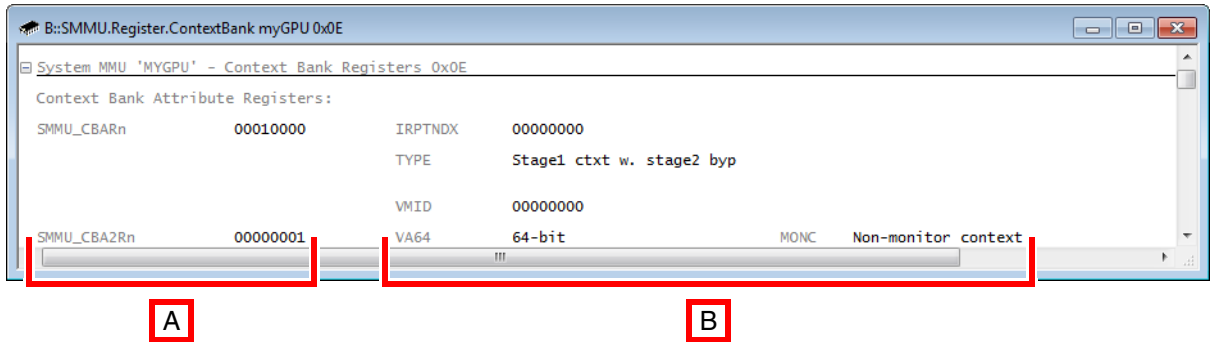 B::SMMU.Register.ContextBank myGPU 0x0E
System MMU 'MYGPU' - Context Bank Registers 0x0E
Context Bank Attribute Registers:
SMMU_CBARn 00010000 IRPTNDX 00000000
TYPE Stage1 ctxt w. stage2 byp
VMID 00000000
SMMU_CBA2Rn 00000001 VA64 64-bit MONC Non-monitor context
A B